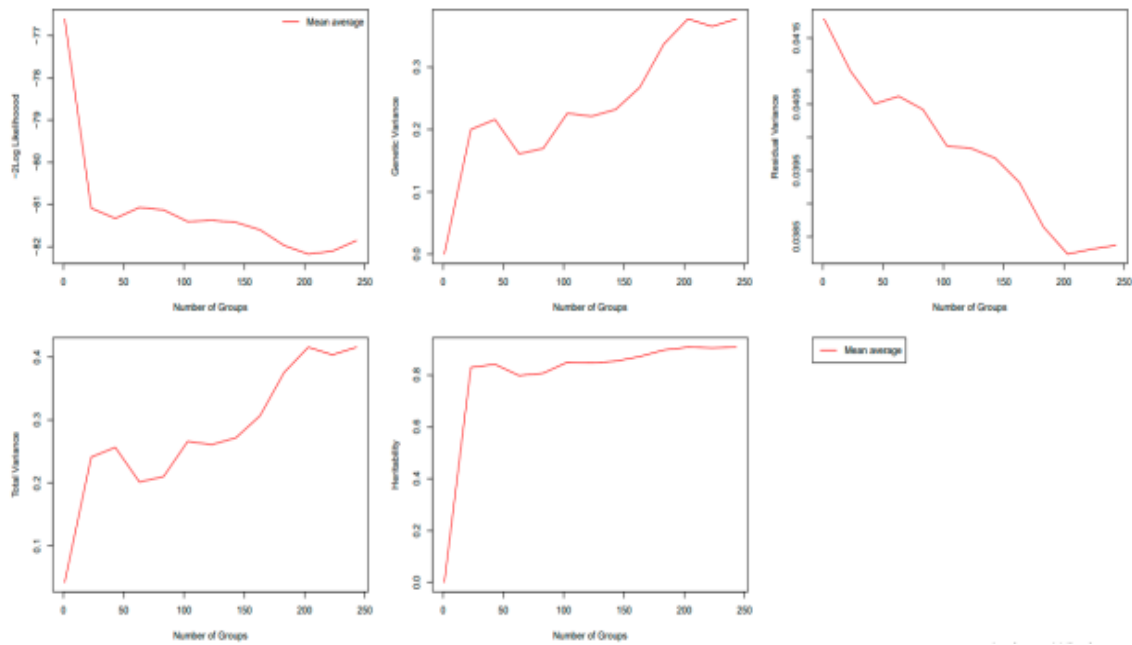 Mean average
-2Log Likelihoood
-77
-78
-79
-80
-81
-82
0 50 100 150 200 250
Number of Groups
Genetic Variance
0.3
0.2
0.1
0.0
0 50 100 150 200 250
Number of Groups
Residual Variance
0.0415
0.0405
0.0395
0.0385
0 50 100 150 200 250
Number of Groups
Total Variance
0.4
0.3
0.2
0.1
0 50 100 150 200 250
Number of Groups
Heritability
0.8
0.6
0.4
0.2
0.0
0 50 100 150 200 250
Number of Groups
Mean average